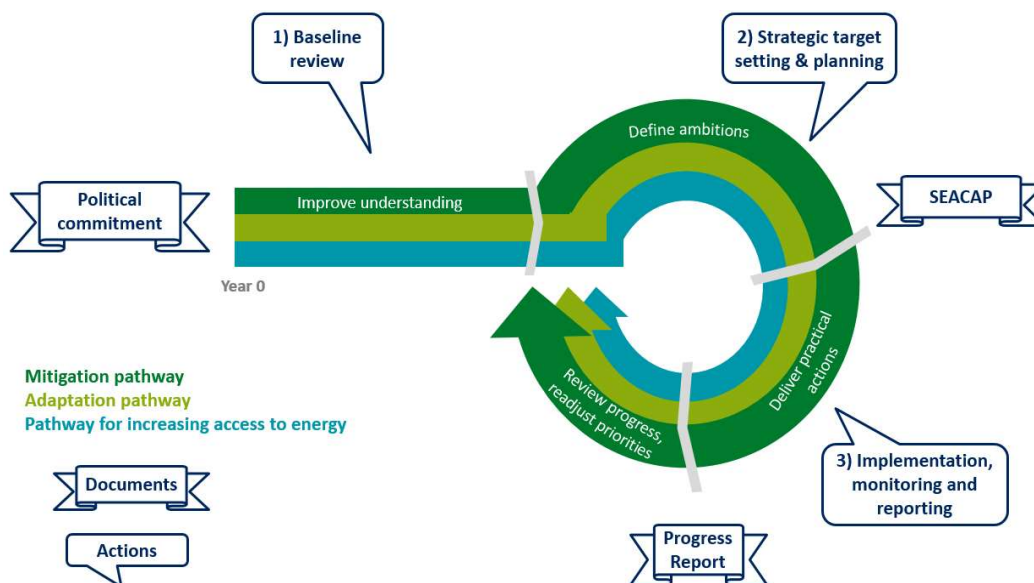 1) Baseline
review
2) Strategic target
setting & planning
Define ambitions
Political
commitment
Improve understanding
SEACAP
Year 0
Deliver practical
actions
Review progress,
readjust priorities
Mitigation pathway
Adaptation pathway
Pathway for increasing access to energy
3) Implementation,
monitoring and
reporting
Documents
Actions
Progress
Report